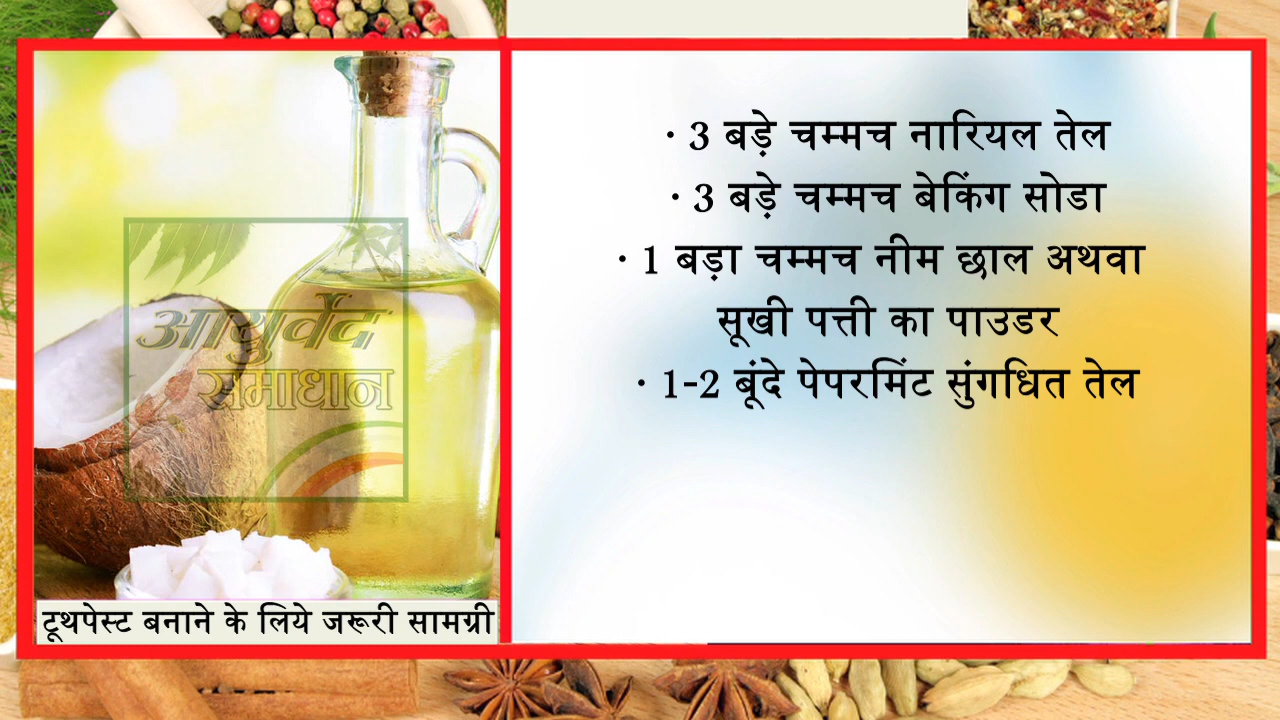 · 3 बड़े चम्मच नारियल तेल
· 3 बड़े चम्मच बेकिंग सोडा
· 1 बड़ा चम्मच नीम छाल अथवा
सूखी पत्ती का पाउडर
· 1-2 बूंदे पेपरमिंट सुंगधित तेल
आयुर्वेद
समाधान
टूथपेस्ट बनाने के लिये जरूरी सामग्री